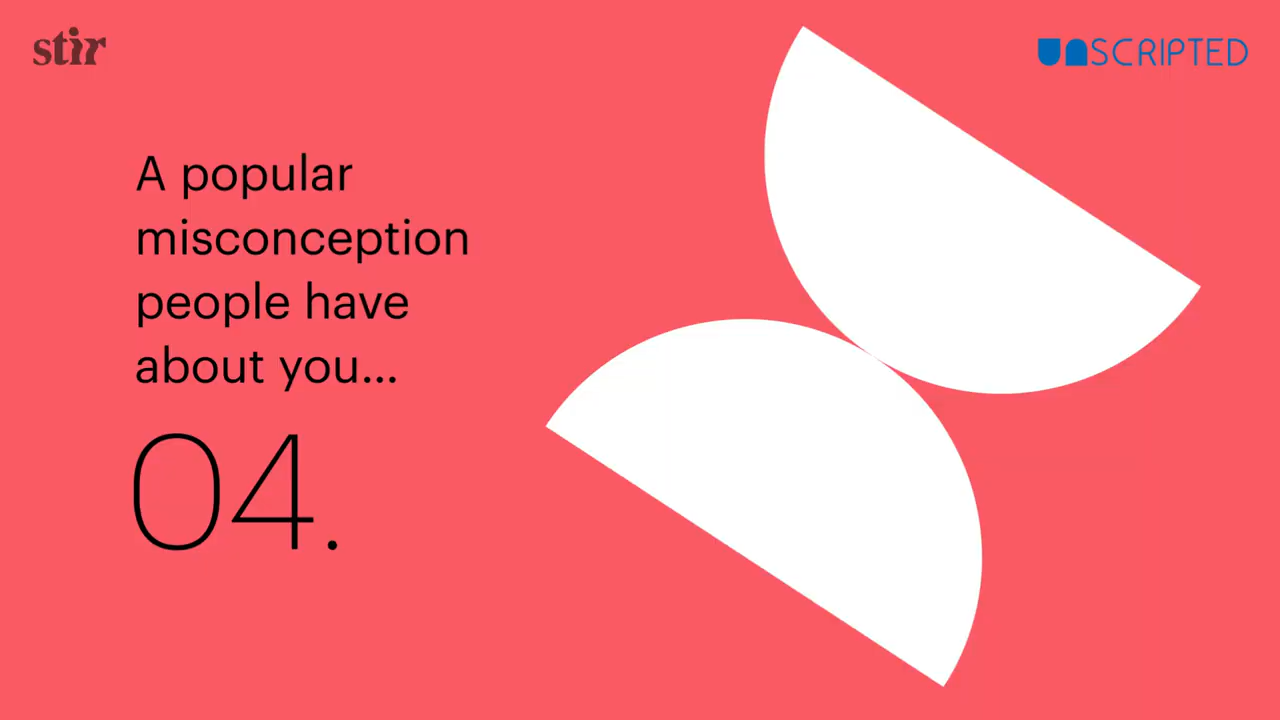 stir
UNSCRIPTED
A popular
misconception
people have
about you...
04.